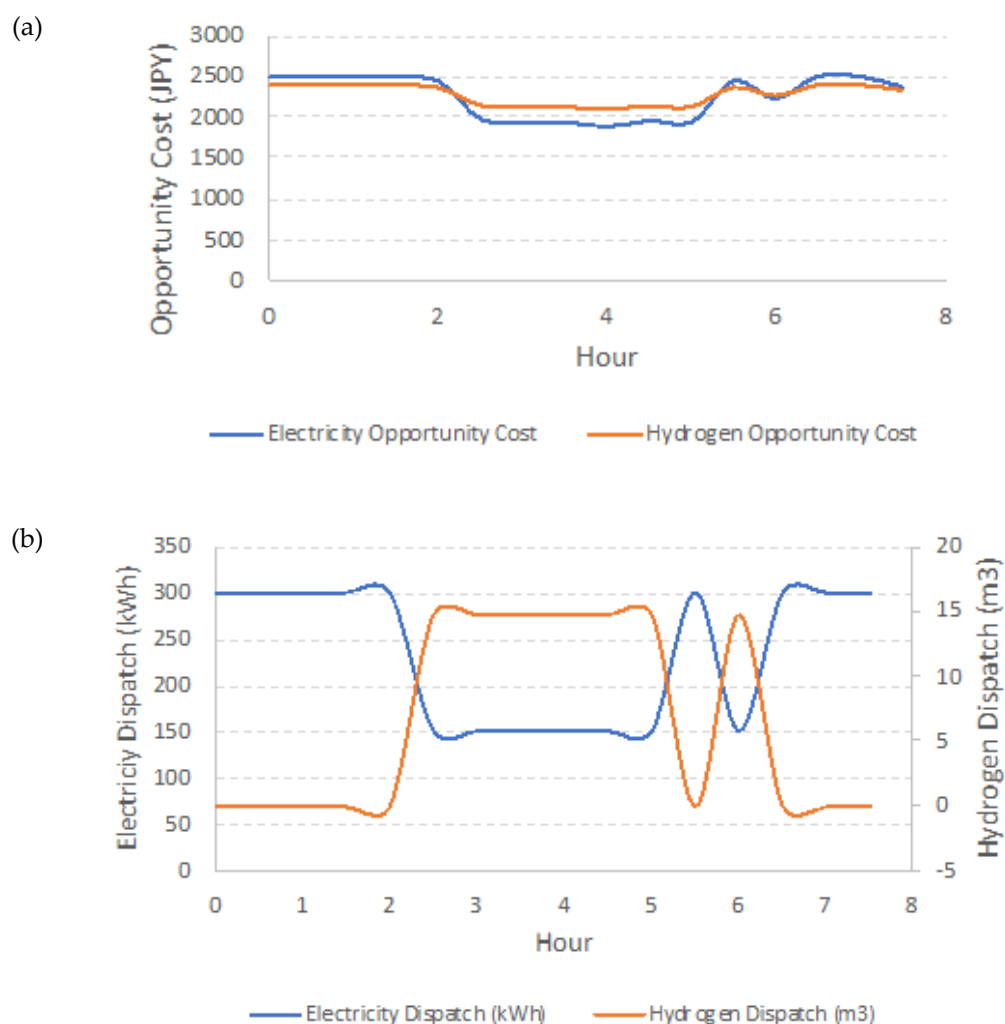 (a)
Opportunity Cost (JPY)
3000
2500
2000
1500
1000
500
0
0 2 4 6 8
Hour
Electricity Opportunity Cost Hydrogen Opportunity Cost
(b)
Electriciy Dispatch (kWh)
350
300
250
200
150
100
50
0
20
15
10
5
0
-5
Hydrogen Dispatch (m3)
0 1 2 3 4 5 6 7 8
Hour
Electricity Dispatch (kWh) Hydrogen Dispatch (m3)